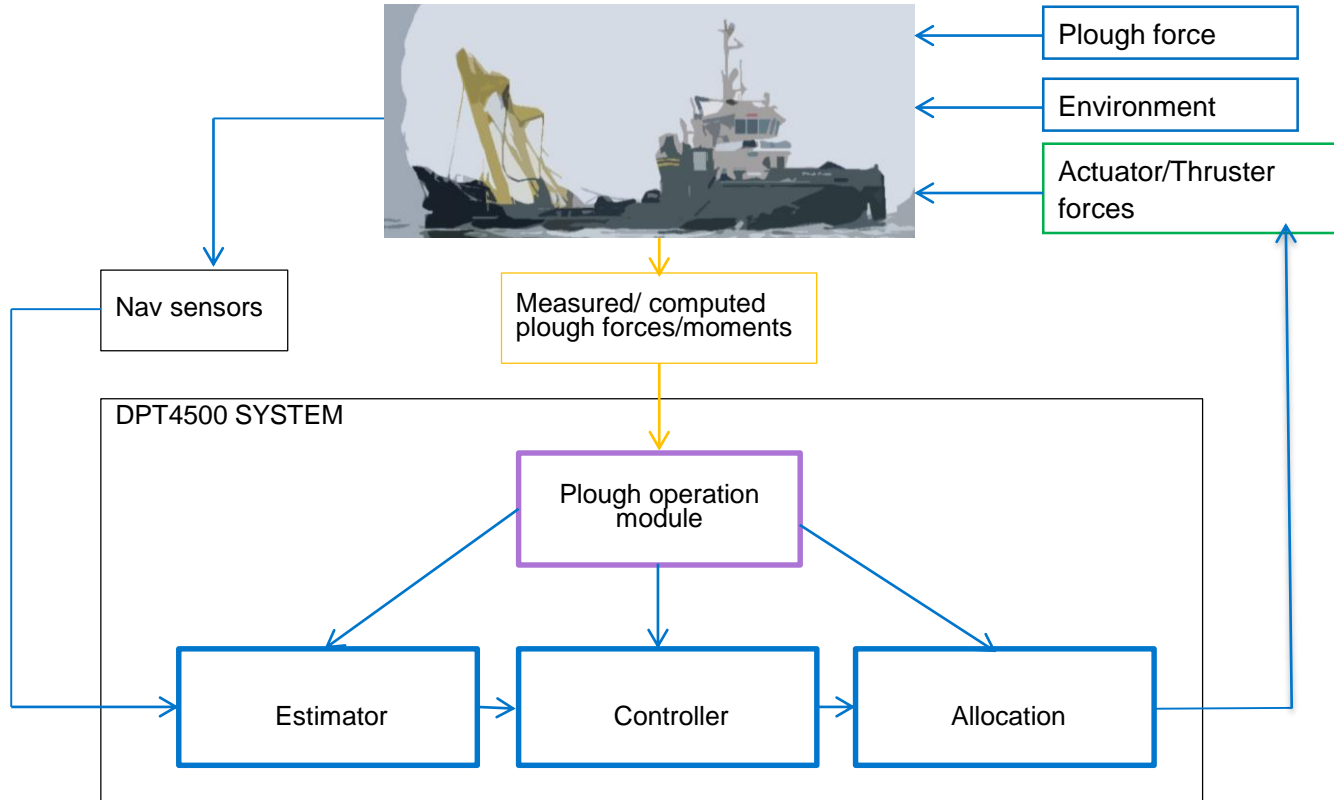 Plough force
Environment
Actuator/Thruster
forces
Nav sensors
Measured/ computed
plough forces/moments
DPT4500 SYSTEM
Plough operation
module
Estimator
Controller
Allocation